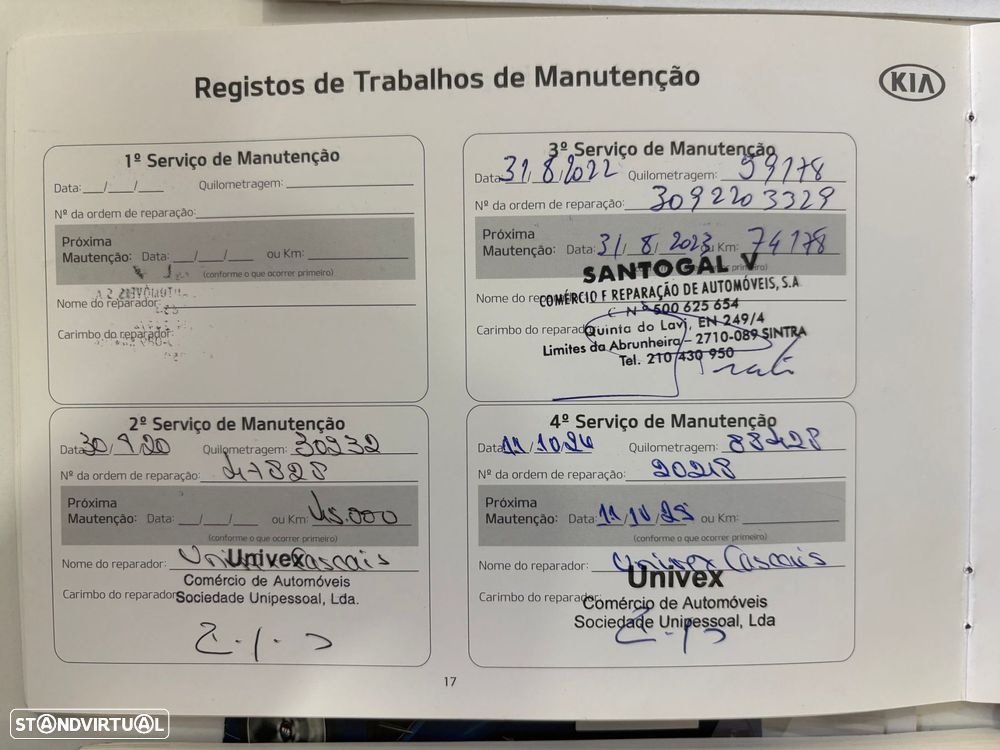 Registos de Trabalhos de Manutenção
KIA
1º Serviço de Manutenção
Data: ___/___/___ Quilometragem:
Nº da ordem de reparação:
Próxima
Mautenção: Data: ___/___/___ ou Km:
(conforme o que ocorrer primeiro)
Nome do reparador:
Carimbo do reparador:
2º Serviço de Manutenção
Data: 30/9/20 Quilometragem: 30232
Nº da ordem de reparação: 47828
Próxima
Mautenção: Data: ___/___/___ ou Km: 45.000
(conforme o que ocorrer primeiro)
Nome do reparador: Univex Cascais
Univex
Comércio de Automóveis
Carimbo do reparador:
Sociedade Unipessoal, Lda.
3º Serviço de Manutenção
Data: 31/8/2022 Quilometragem: 59178
Nº da ordem de reparação: 3092203329
Próxima
Mautenção: Data: 31/8/2023 ou Km: 74178
SANTOGAL V
COMÉRCIO E REPARAÇÃO DE AUTOMÓVEIS, S.A.
Nome do reparador:
500 625 654
Carimbo do reparador:
Quinta do Lavi, EN 249/4
Limites da Abrunheira – 2710-089 SINTRA
Tel. 210 430 950
4º Serviço de Manutenção
Data: 11/10/24 Quilometragem: 88428
Nº da ordem de reparação: 20218
Próxima
Mautenção: Data: 11/10/25 ou Km:
(conforme o que ocorrer primeiro)
Nome do reparador: Univex Cascais
Univex
Carimbo do reparador:
Comércio de Automóveis
Sociedade Unipessoal, Lda
17
STANDVIRTUAL